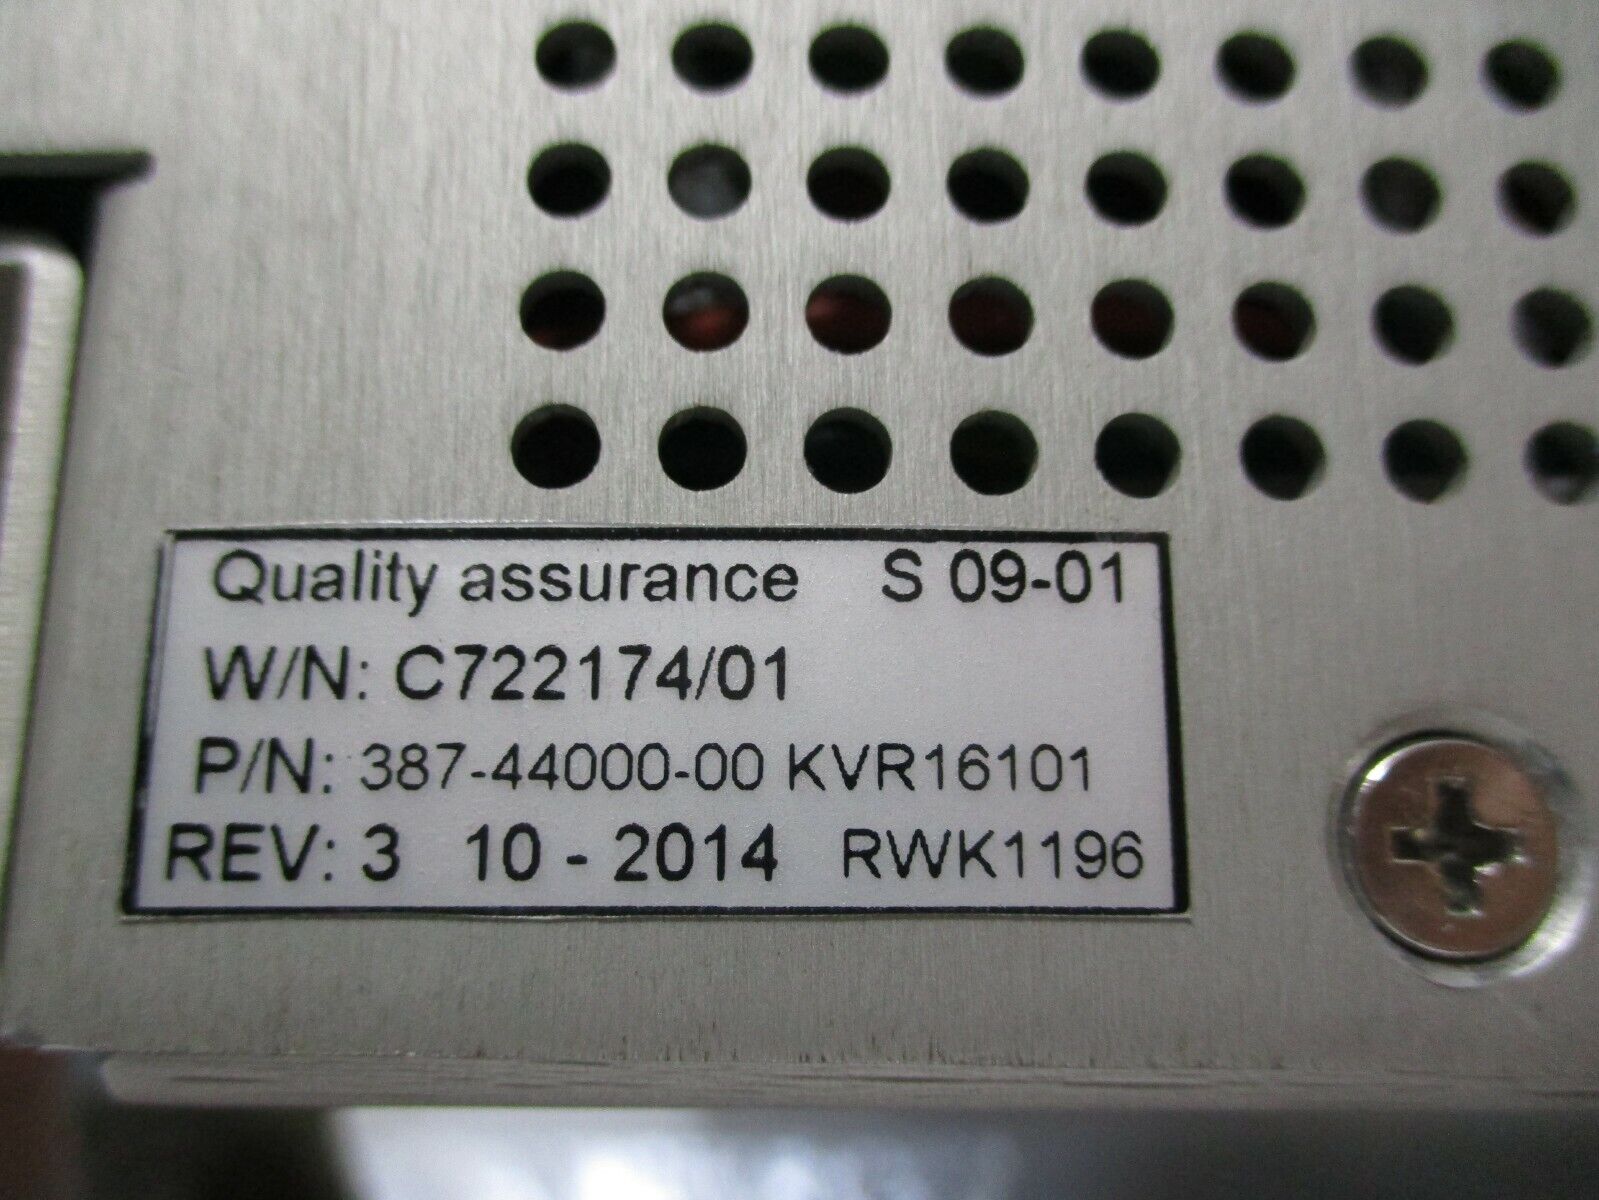 Quality assurance S 09-01
W/N: C722174/01
P/N: 387-44000-00 KVR16101
REV: 3 10 - 2014 RWK1196